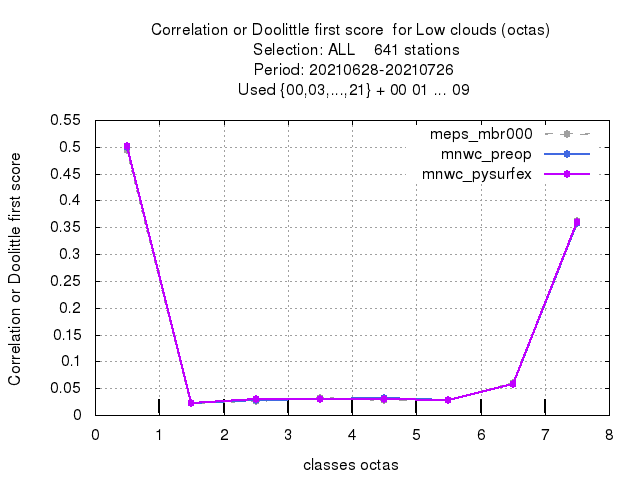 Correlation or Doolittle first score  for Low clouds (octas)
Selection: ALL    641 stations
Period: 20210628-20210726
Used {00,03,...,21} + 00 01 ... 09
meps_mbr000
mnwc_preop
mnwc_pysurfex
Correlation or Doolittle first score
0.55
0.5
0.45
0.4
0.35
0.3
0.25
0.2
0.15
0.1
0.05
0
0 1 2 3 4 5 6 7 8
classes octas